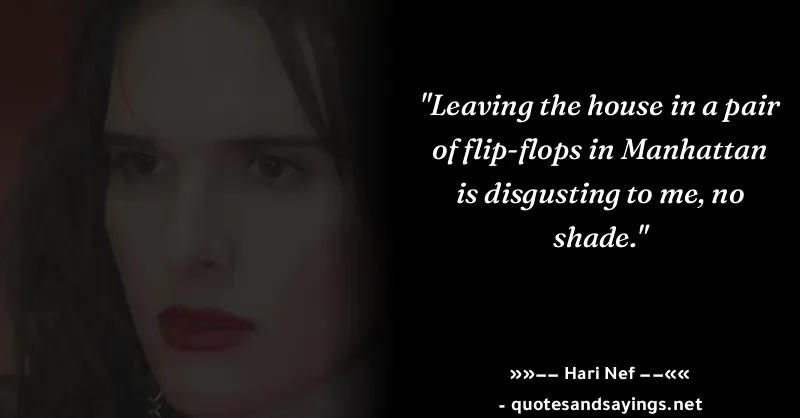 "Leaving the house in a pair
of flip-flops in Manhattan
is disgusting to me, no
shade."
»»–– Hari Nef ––««
- quotesandsayings.net